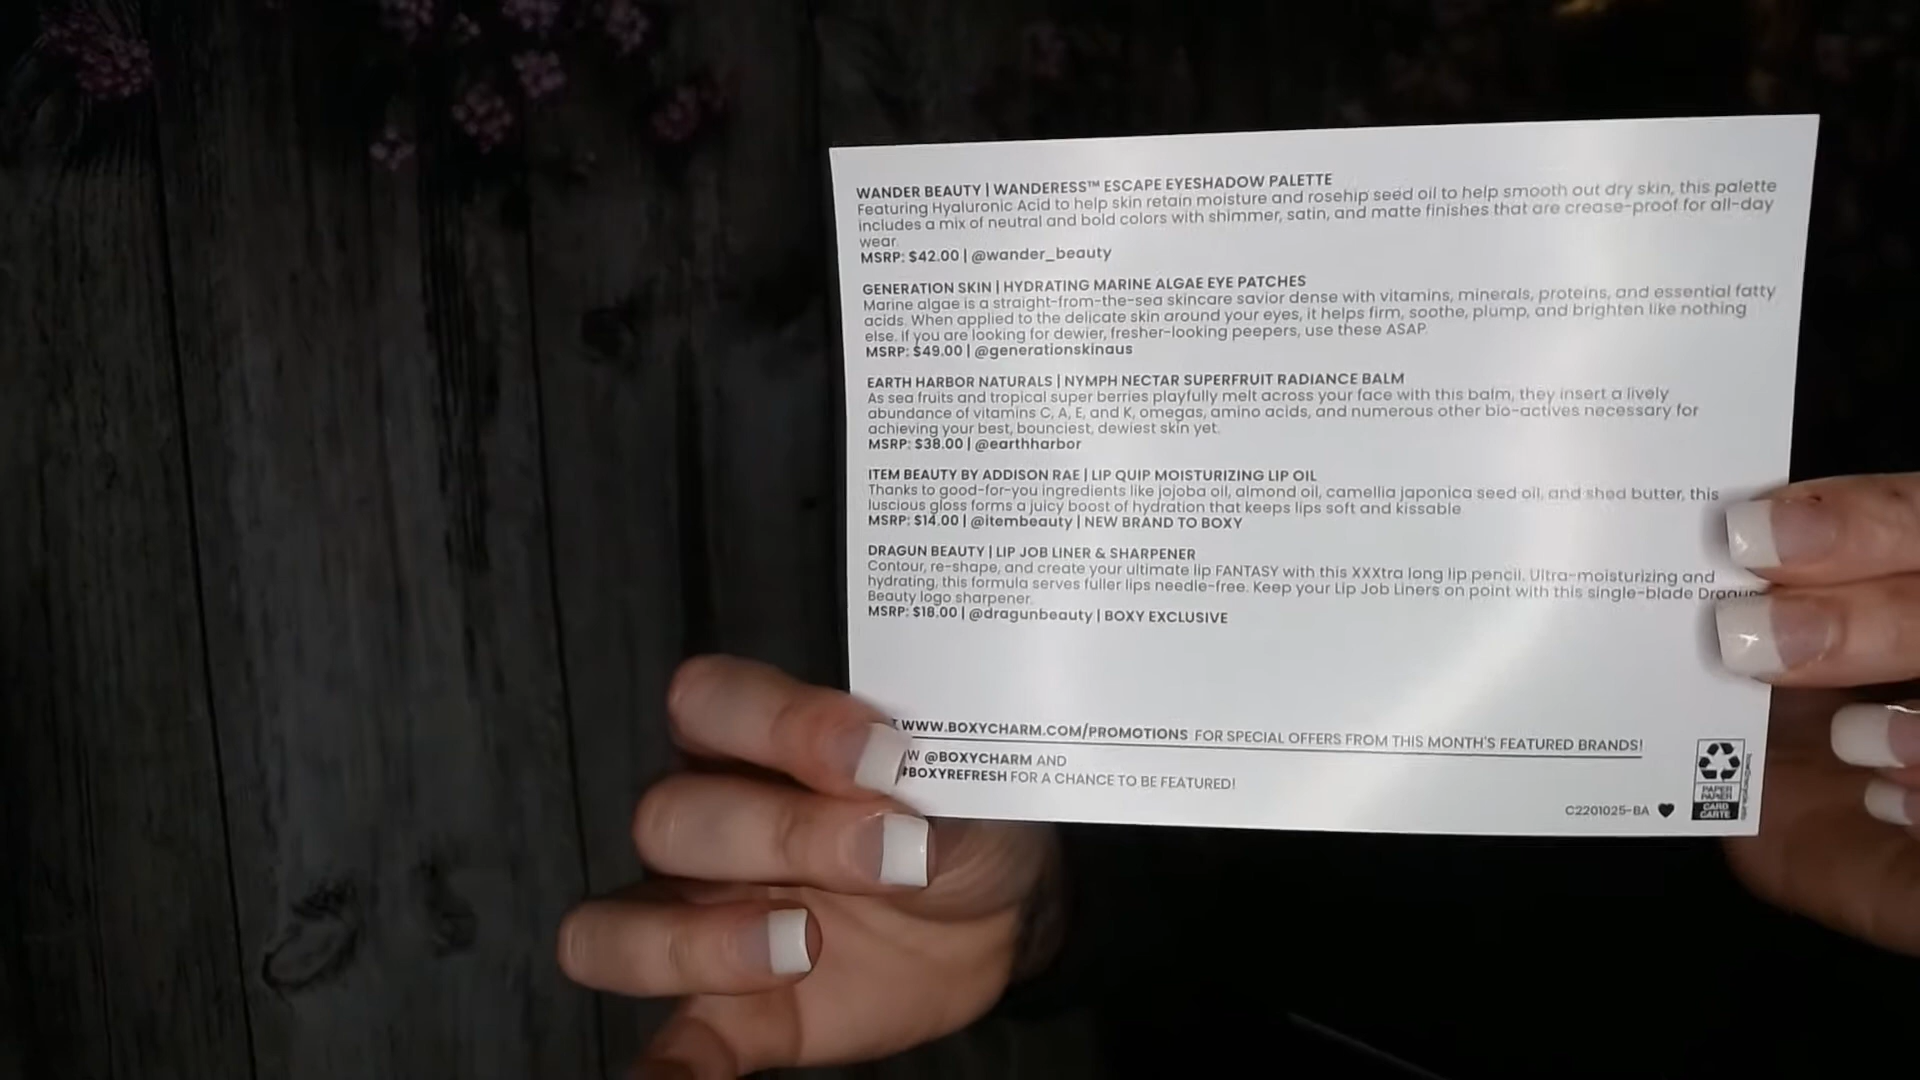 WANDER BEAUTY | WANDERESS™ ESCAPE EYESHADOW PALETTE
Featuring Hyaluronic Acid to help skin retain moisture and rosehip seed oil to help smooth out dry skin, this palette
includes a mix of neutral and bold colors with shimmer, satin, and matte finishes that are crease-proof for all-day
wear.
MSRP: $42.00 | @wander_beauty
GENERATION SKIN | HYDRATING MARINE ALGAE EYE PATCHES
Marine algae is a straight-from-the-sea skincare savior dense with vitamins, minerals, proteins, and essential fatty
acids. When applied to the delicate skin around your eyes, it helps firm, soothe, plump, and brighten like nothing
else. If you are looking for dewier, fresher-looking peepers, use these ASAP.
MSRP: $49.00 | @generationskinaus
EARTH HARBOR NATURALS | NYMPH NECTAR SUPERFRUIT RADIANCE BALM
As sea fruits and tropical super berries playfully melt across your face with this balm, they insert a lively
abundance of vitamins C, A, E, and K, omegas, amino acids, and numerous other bio-actives necessary for
achieving your best, bounciest, dewiest skin yet.
MSRP: $38.00 | @earthharbor
ITEM BEAUTY BY ADDISON RAE | LIP QUIP MOISTURIZING LIP OIL
Thanks to good-for-you ingredients like jojoba oil, almond oil, camellia japonica seed oil, and shea butter, this
luscious gloss forms a juicy boost of hydration that keeps lips soft and kissable
MSRP: $14.00 | @itembeauty | NEW BRAND TO BOXY
DRAGUN BEAUTY | LIP JOB LINER & SHARPENER
Contour, re-shape, and create your ultimate lip FANTASY with this XXXtra long lip pencil. Ultra-moisturizing and
hydrating, this formula serves fuller lips needle-free. Keep your Lip Job Liners on point with this single-blade Dragun
Beauty logo sharpener.
MSRP: $18.00 | @dragunbeauty | BOXY EXCLUSIVE
WWW.BOXYCHARM.COM/PROMOTIONS FOR SPECIAL OFFERS FROM THIS MONTH'S FEATURED BRANDS!
W @BOXYCHARM AND
#BOXYREFRESH FOR A CHANCE TO BE FEATURED!
C2201025-BA
PAPER
PAPIER
CARD
CARTE